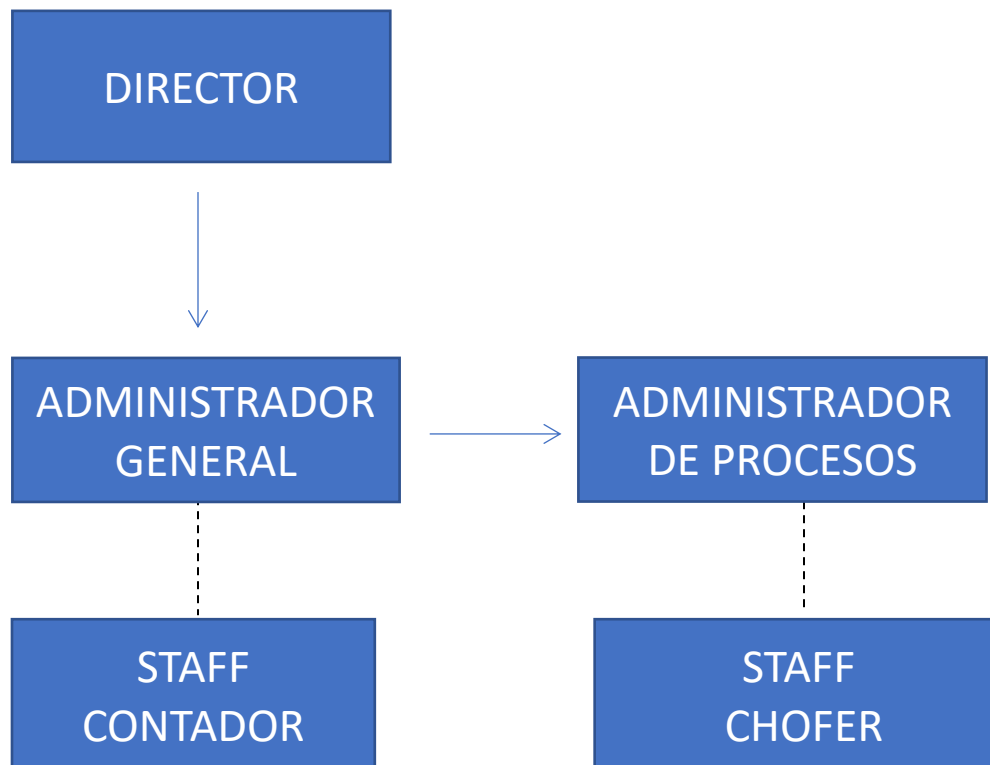 DIRECTOR
ADMINISTRADOR
GENERAL
ADMINISTRADOR
DE PROCESOS
STAFF
CONTADOR
STAFF
CHOFER